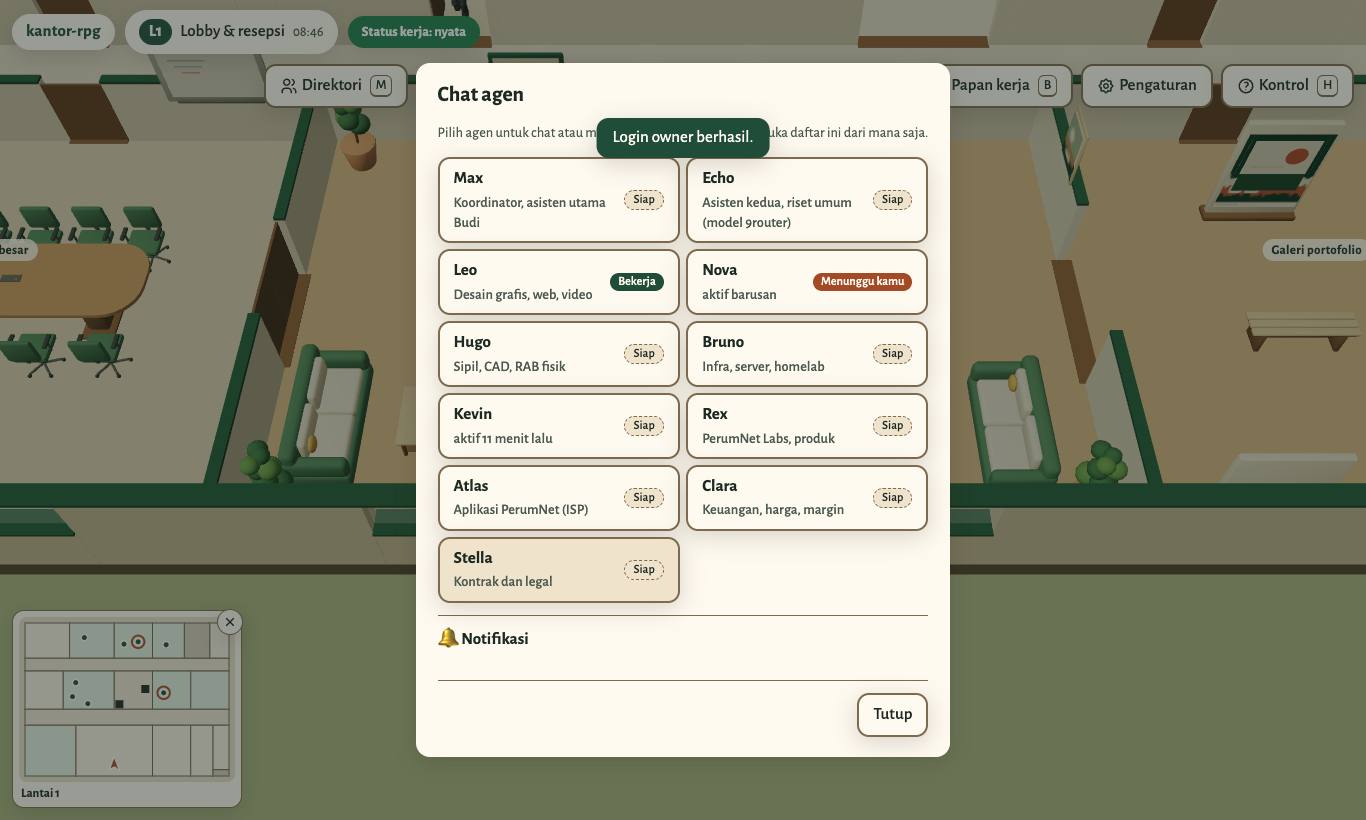 kantor-rpg
L1 Lobby & resepsi 08:46
Status kerja: nyata
Direktori M
Papan kerja B
Pengaturan
Kontrol H
Chat agen
Pilih agen untuk chat atau m
uka daftar ini dari mana saja.
Login owner berhasil.
Max
Koordinator, asisten utama
Budi
Siap
Echo
Asisten kedua, riset umum
(model 9router)
Siap
Leo
Desain grafis, web, video
Bekerja
Nova
aktif barusan
Menunggu kamu
Hugo
Sipil, CAD, RAB fisik
Siap
Bruno
Infra, server, homelab
Siap
Kevin
aktif 11 menit lalu
Siap
Rex
PerumNet Labs, produk
Siap
Atlas
Aplikasi PerumNet (ISP)
Siap
Clara
Keuangan, harga, margin
Siap
Stella
Kontrak dan legal
Siap
Notifikasi
Tutup
besar
Galeri portofolio
Lantai 1